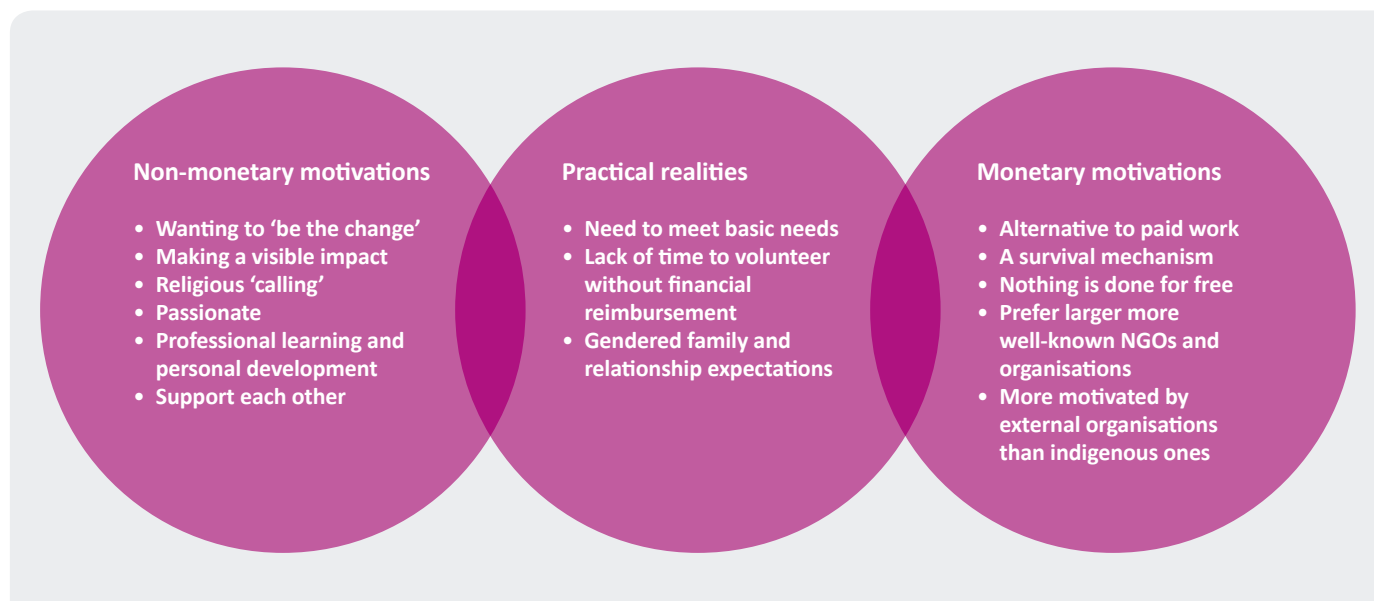 Non-monetary motivations
• Wanting to ‘be the change’
• Making a visible impact
• Religious ‘calling’
• Passionate
• Professional learning and
personal development
• Support each other
Practical realities
• Need to meet basic needs
• Lack of time to volunteer
without financial
reimbursement
• Gendered family and
relationship expectations
Monetary motivations
• Alternative to paid work
• A survival mechanism
• Nothing is done for free
• Prefer larger more
well-known NGOs and
organisations
• More motivated by
external organisations
than indigenous ones